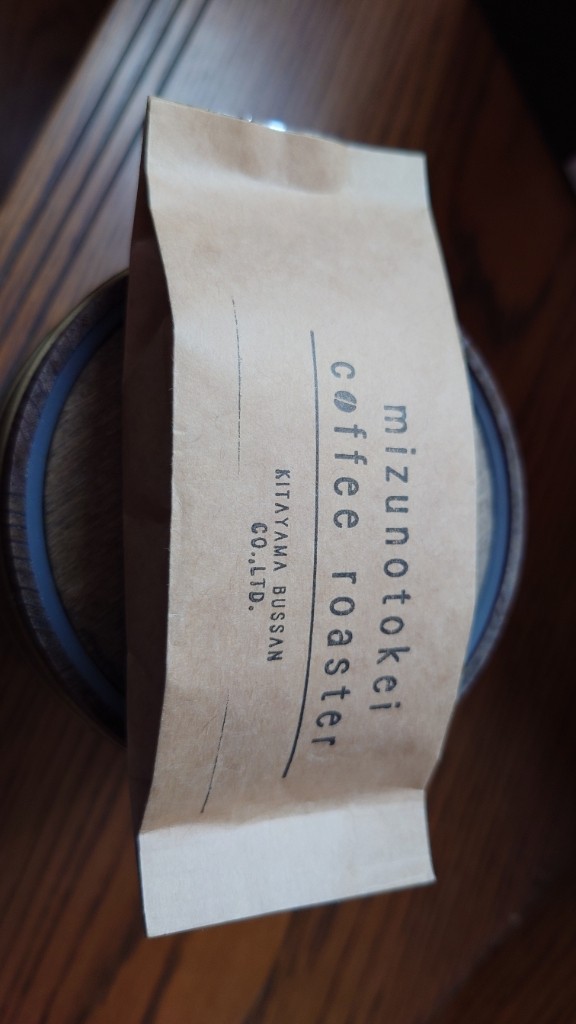 mizunotokei
coffee roaster
KITAYAMA BUSSAN
CO.,LTD.